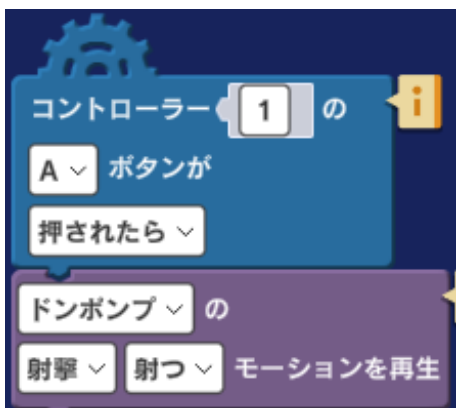 コントローラー 1 の
A ボタンが
押されたら
ドンポンプ の
射撃 射つ モーションを再生